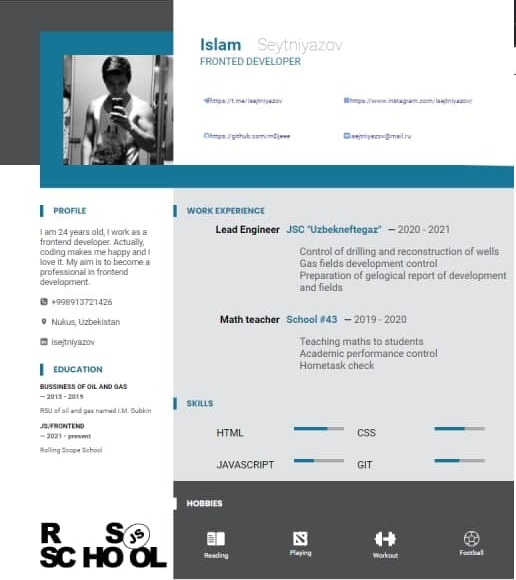 Islam Seytniyazov
FRONTED DEVELOPER
https://t.me/isejtniyazov
https://www.instagram.com/isejtniyazov/
https://github.com/mDjeee
isejtniyazov@mail.ru
PROFILE
I am 24 years old, I work as a
frontend developer. Actually,
coding makes me happy and I
love it. My aim is to become a
professional in frontend
development.
+998913721426
Nukus, Uzbekistan
isejtniyazov
EDUCATION
BUSSINESS OF OIL AND GAS
— 2015 - 2019
RSU of oil and gas named I.M. Gubkin
JS/FRONTEND
— 2021 - present
Rolling Scope School
R S JS
SCHOOL
WORK EXPERIENCE
Lead Engineer JSC "Uzbekneftegaz" — 2020 - 2021
Control of drilling and reconstruction of wells
Gas fields development control
Preparation of gelogical report of development
and fields
Math teacher School #43 — 2019 - 2020
Teaching maths to students
Academic performance control
Hometask check
SKILLS
HTML
CSS
JAVASCRIPT
GIT
HOBBIES
Reading
Playing
Workout
Football